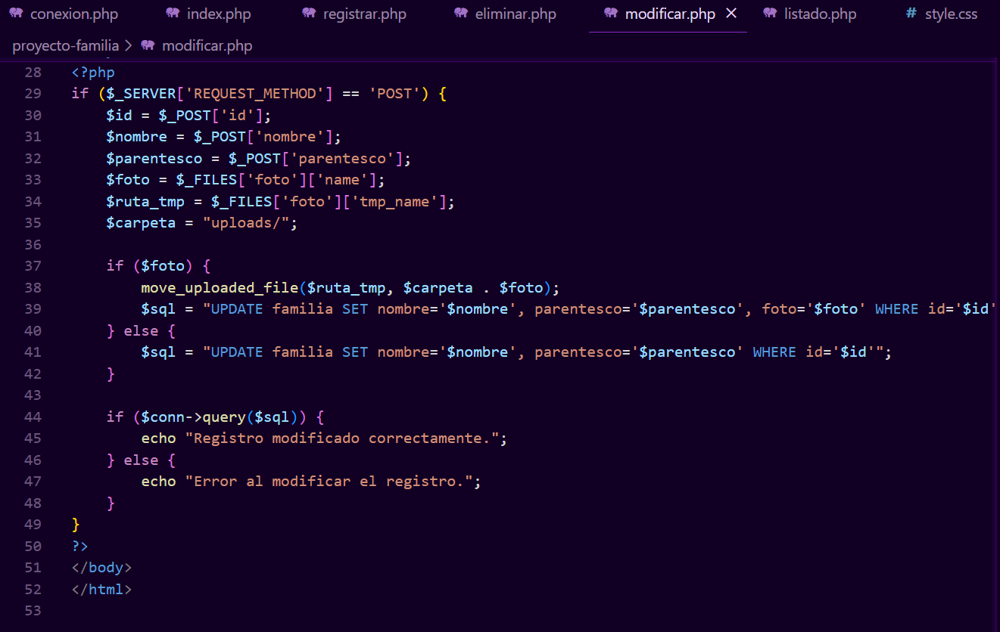 conexion.php index.php registrar.php eliminar.php modificar.php × listado.php # style.css
proyecto-familia > modificar.php
28 <?php
29 if ($_SERVER['REQUEST_METHOD'] == 'POST') {
30     $id = $_POST['id'];
31     $nombre = $_POST['nombre'];
32     $parentesco = $_POST['parentesco'];
33     $foto = $_FILES['foto']['name'];
34     $ruta_tmp = $_FILES['foto']['tmp_name'];
35     $carpeta = "uploads/";
36
37     if ($foto) {
38         move_uploaded_file($ruta_tmp, $carpeta . $foto);
39         $sql = "UPDATE familia SET nombre='$nombre', parentesco='$parentesco', foto='$foto' WHERE id='$id'
40     } else {
41         $sql = "UPDATE familia SET nombre='$nombre', parentesco='$parentesco' WHERE id='$id'";
42     }
43
44     if ($conn->query($sql)) {
45         echo "Registro modificado correctamente.";
46     } else {
47         echo "Error al modificar el registro.";
48     }
49 }
50 ?>
51 </body>
52 </html>
53